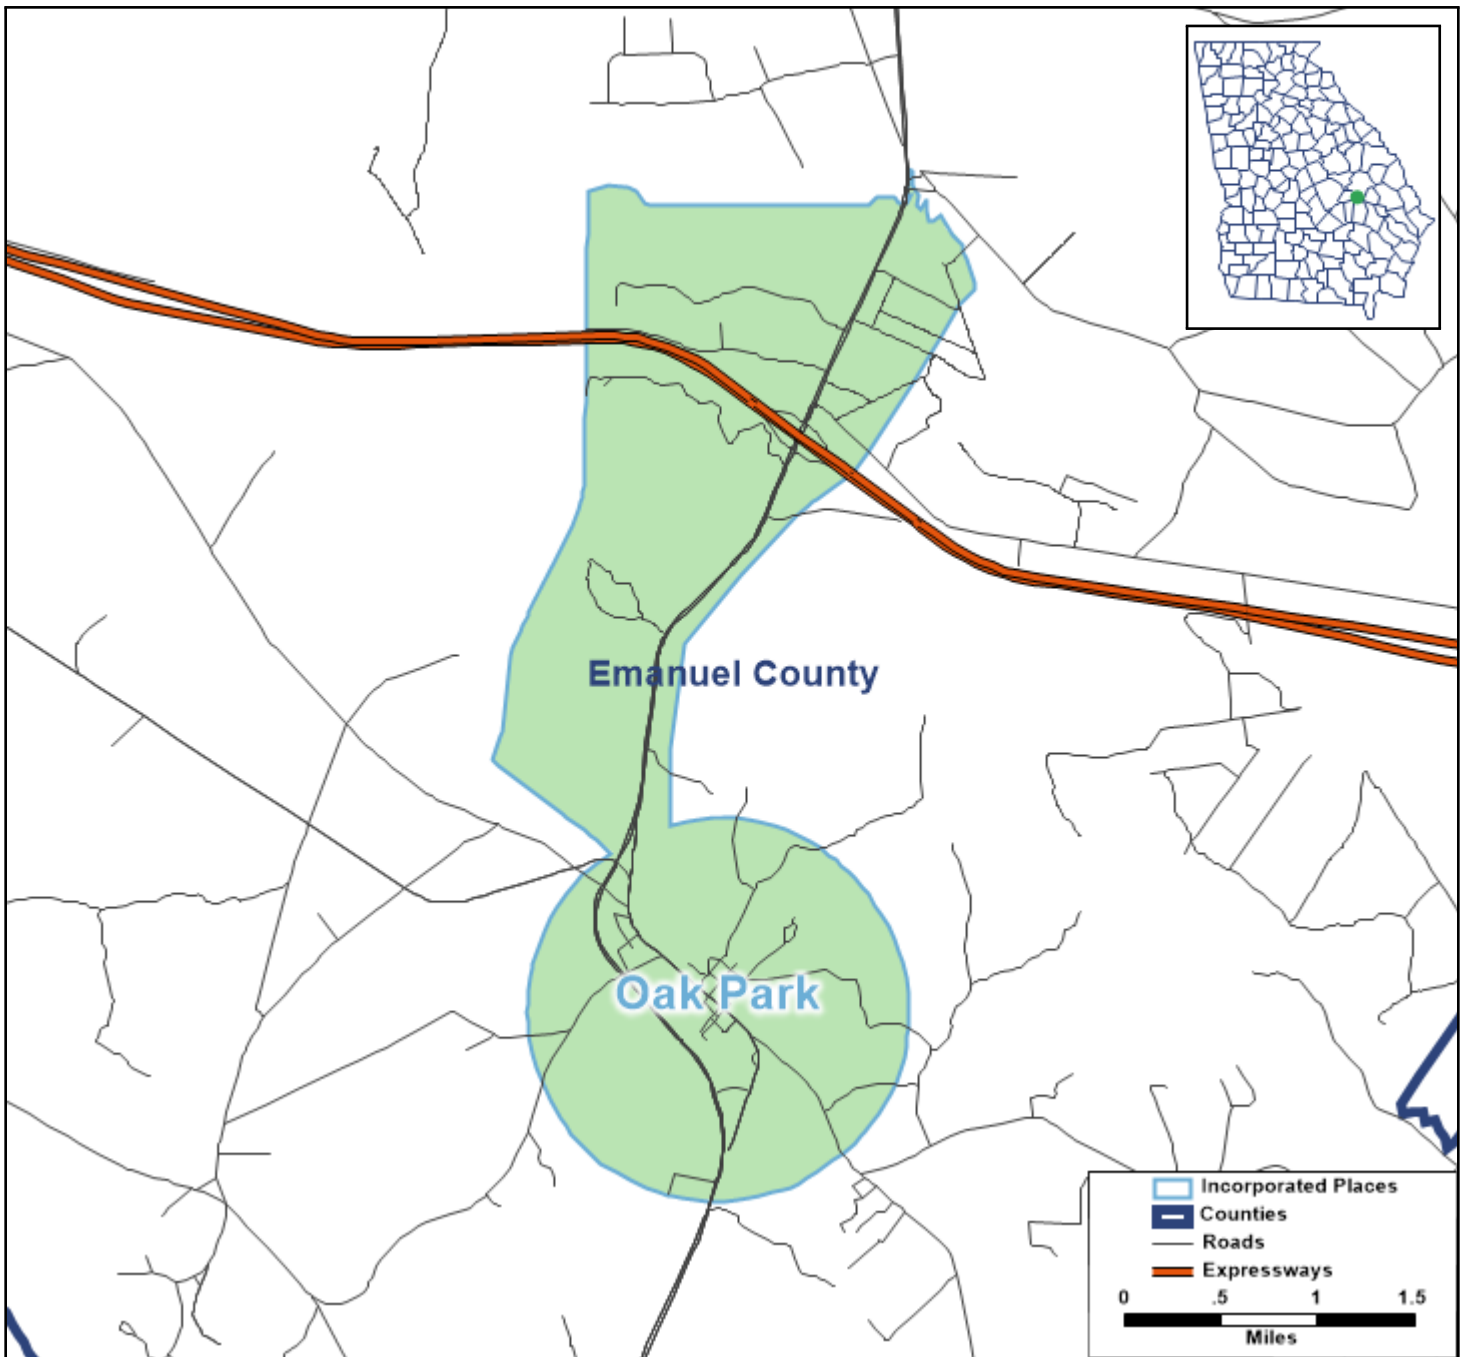 Emanuel County
Oak Park
Incorporated Places
Counties
Roads
Expressways
0 .5 1 1.5
Miles